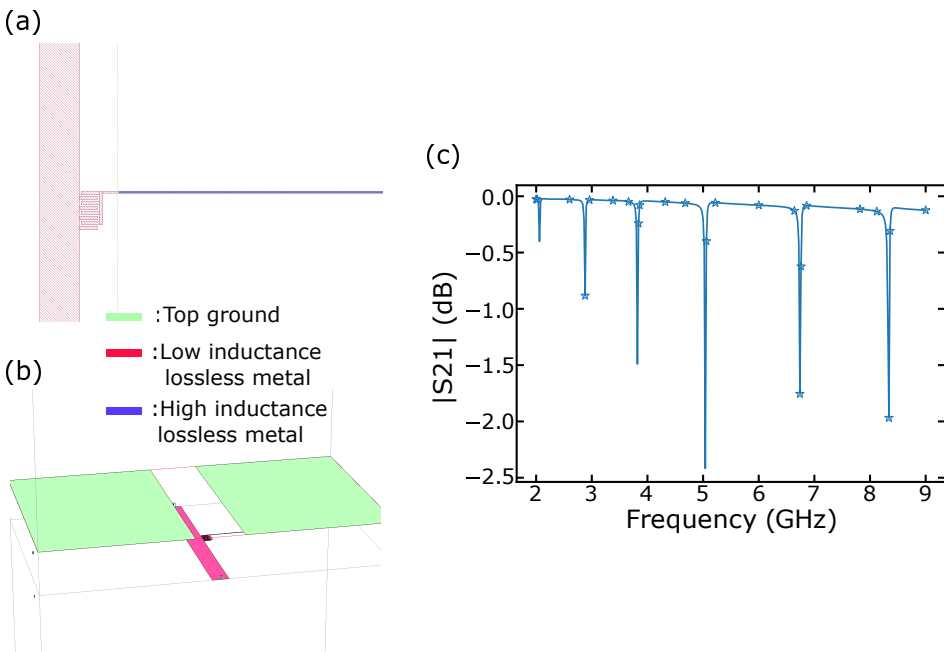 (a)
:Top ground
:Low inductance
lossless metal
:High inductance
lossless metal
(b)
(c)
|S21| (dB)
0.0
−0.5
−1.0
−1.5
−2.0
−2.5
2 3 4 5 6 7 8 9
Frequency (GHz)